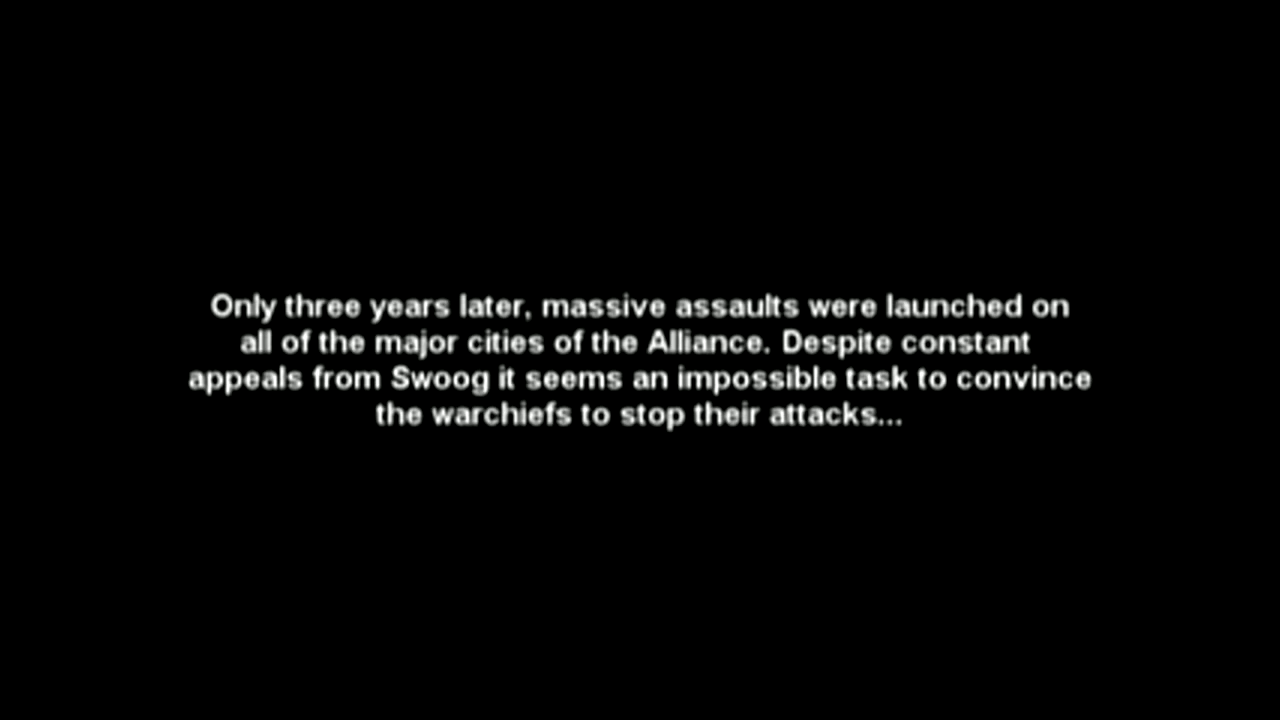 Only three years later, massive assaults were launched on
all of the major cities of the Alliance. Despite constant
appeals from Swoog it seems an impossible task to convince
the warchiefs to stop their attacks...